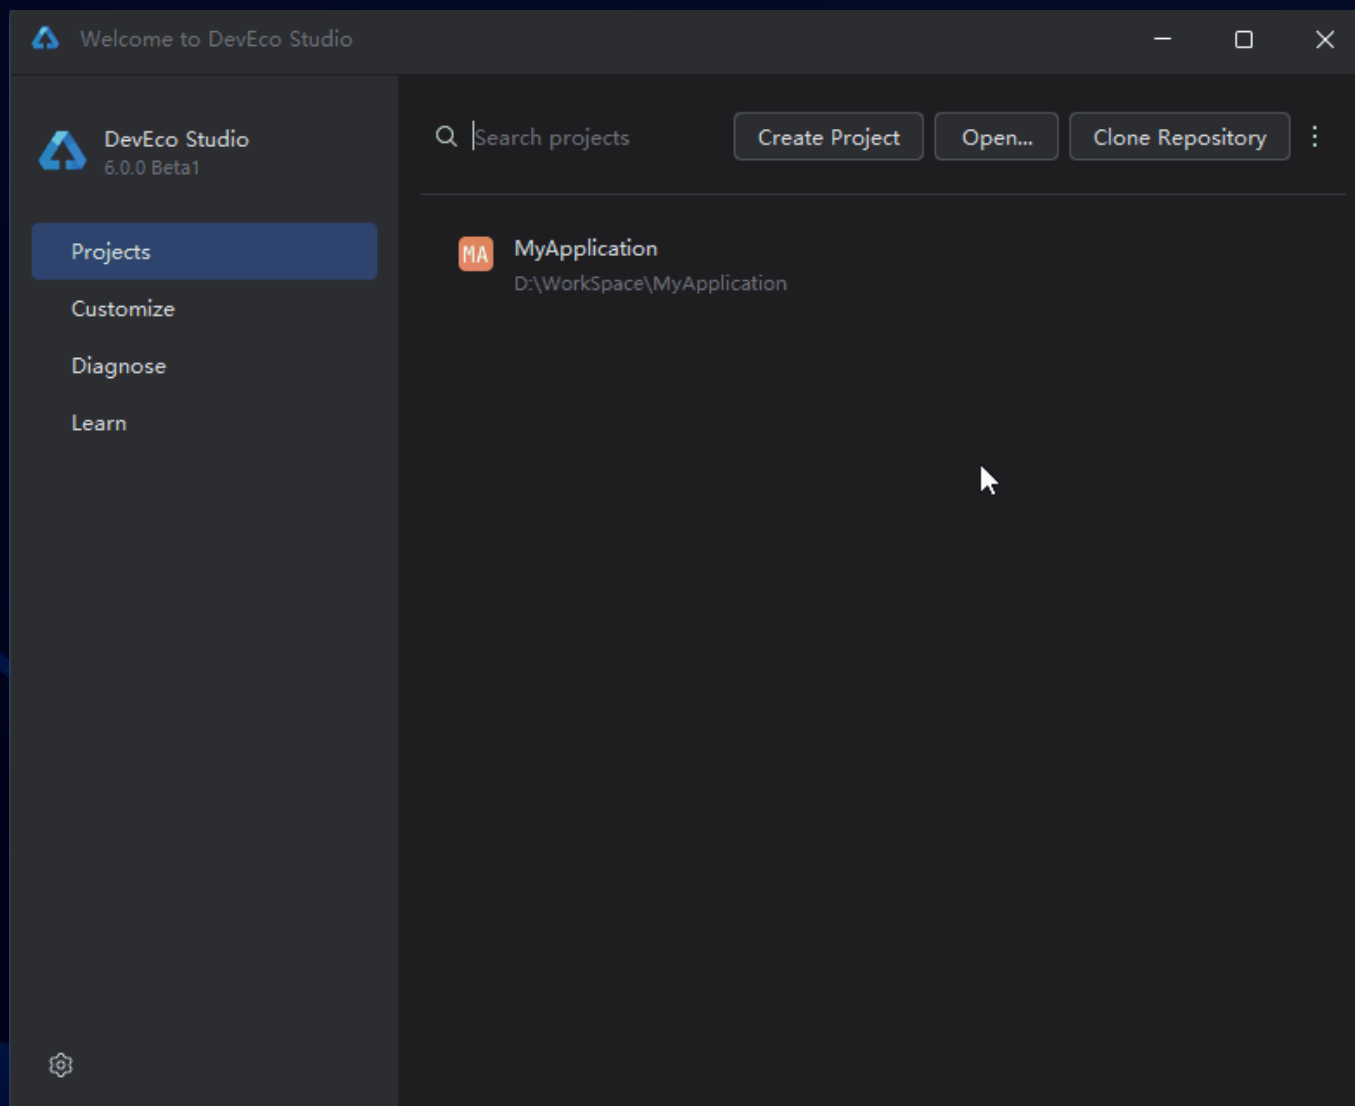 Welcome to DevEco Studio
DevEco Studio
6.0.0 Beta1
Projects
Customize
Diagnose
Learn
Search projects
Create Project
Open...
Clone Repository
MA
MyApplication
D:\WorkSpace\MyApplication